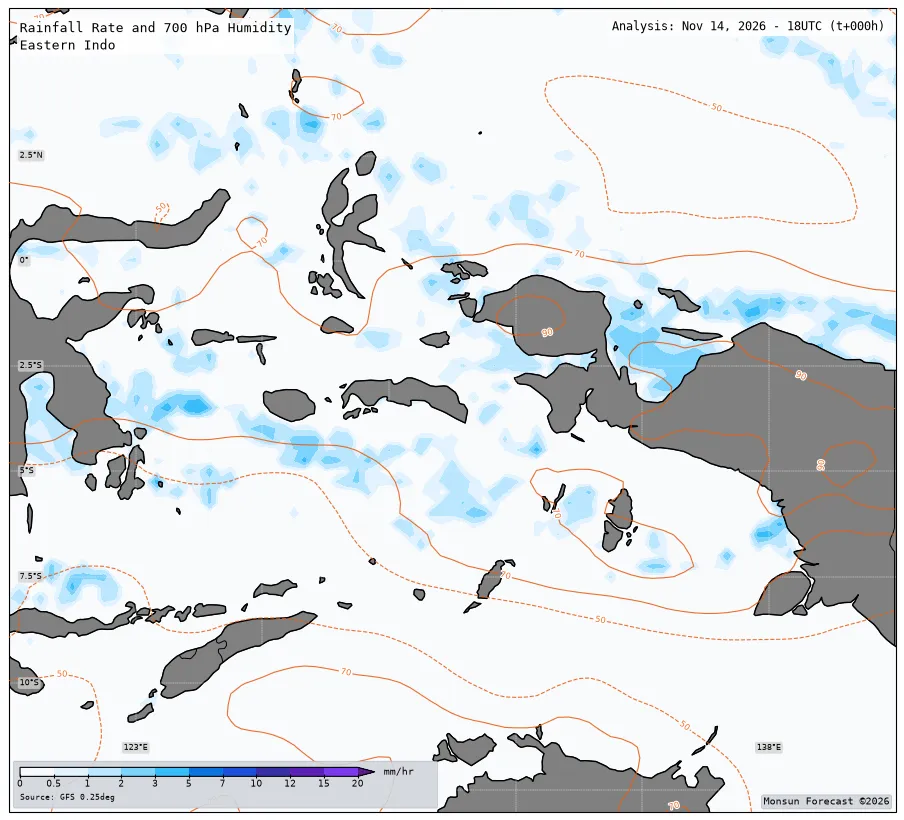 Rainfall Rate and 700 hPa Humidity
Eastern Indo
Analysis: Nov 14, 2026 - 18UTC (t+000h)
70
70
50
2.5°N
50
70
70
0°
90
2.5°S
90
90
5°S
70
7.5°S
70
50
70
50
10°S
50
123°E
138°E
0 0.5 1 2 3 5 7 10 12 15 20 mm/hr
Source: GFS 0.25deg
70
Monsun Forecast ©2026